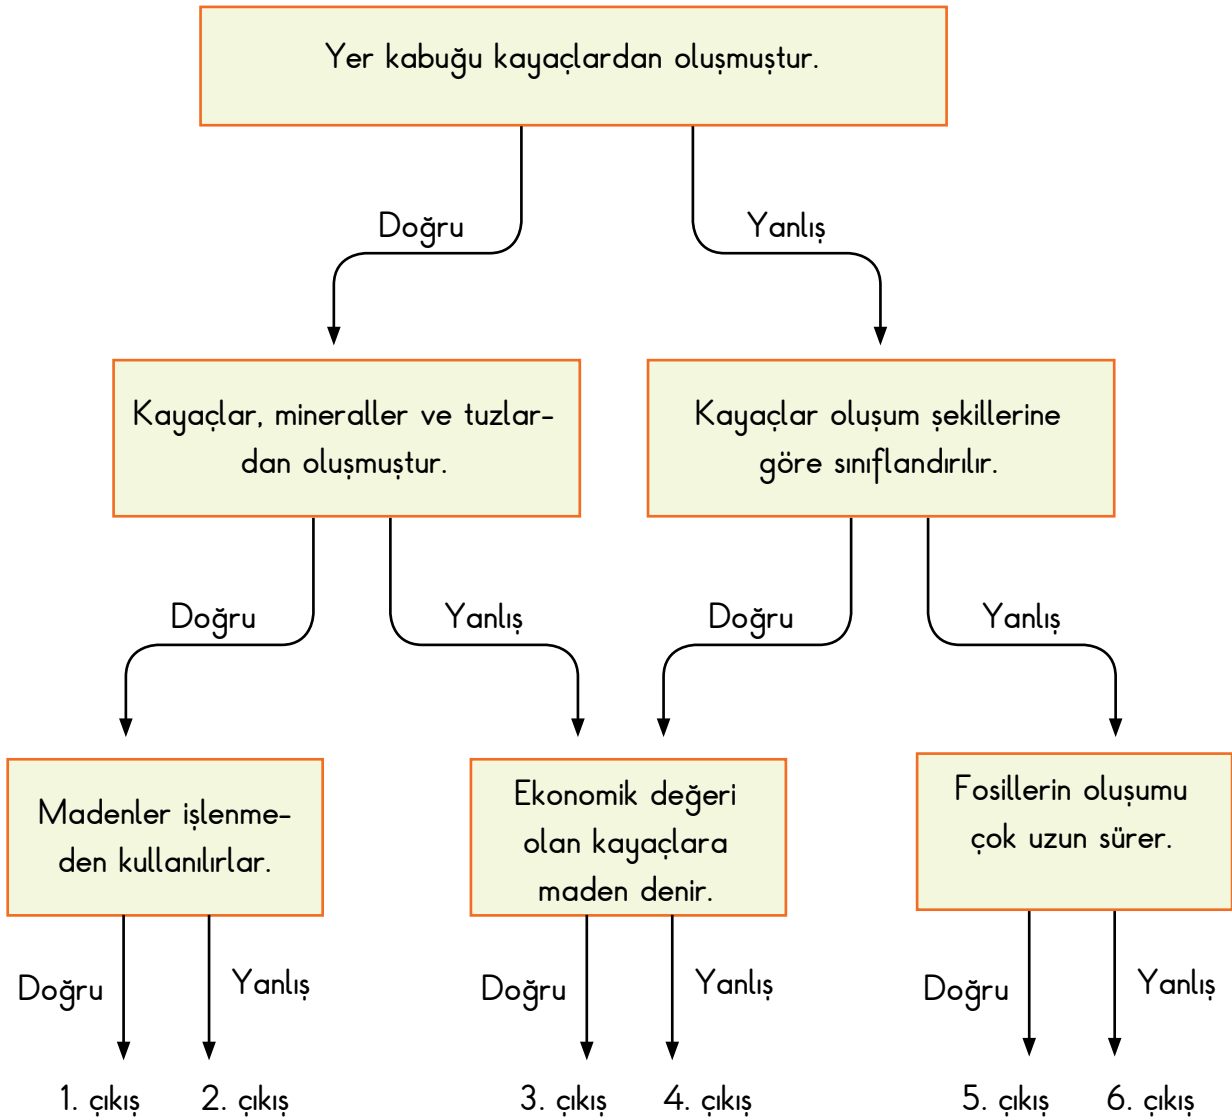 Yer kabuğu kayaçlardan oluşmuştur.
Doğru
Yanlış
Kayaçlar, mineraller ve tuzlar-
dan oluşmuştur.
Kayaçlar oluşum şekillerine
göre sınıflandırılır.
Doğru
Yanlış
Doğru
Yanlış
Madenler işlenme-
den kullanılırlar.
Ekonomik değeri
olan kayaçlara
maden denir.
Fosillerin oluşumu
çok uzun sürer.
Doğru
Yanlış
Doğru
Yanlış
Doğru
Yanlış
1. çıkış
2. çıkış
3. çıkış
4. çıkış
5. çıkış
6. çıkış